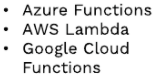 • Azure Functions
• AWS Lambda
• Google Cloud
Functions